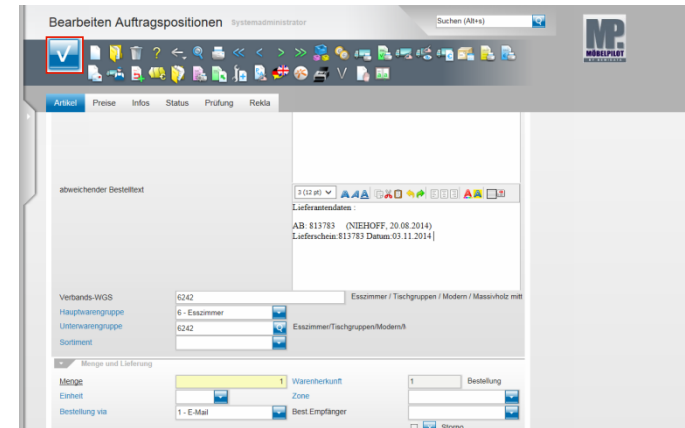 Bearbeiten Auftragspositionen Systemadministrator
Suchen (Alt+s)
MP
MÖBELPILOT
Artikel Preise Infos Status Prüfung Rekla
abweichender Bestelltext
3 (12 pt)
Lieferantendaten :
AB: 813783 (NIEHOFF, 20.08.2014)
Lieferschein:813783 Datum:03.11.2014
Verbands-WGS 6242 Esszimmer / Tischgruppen / Modern / Massivholz mitt
Hauptwarengruppe 6 - Esszimmer
Unterwarengruppe 6242 Esszimmer/Tischgruppen/Modern/M
Sortiment
Menge und Lieferung
Menge 1 Warenherkunft 1 Bestellung
Einheit Zone
Bestellung via 1 - E-Mail Best.Empfänger
Storno